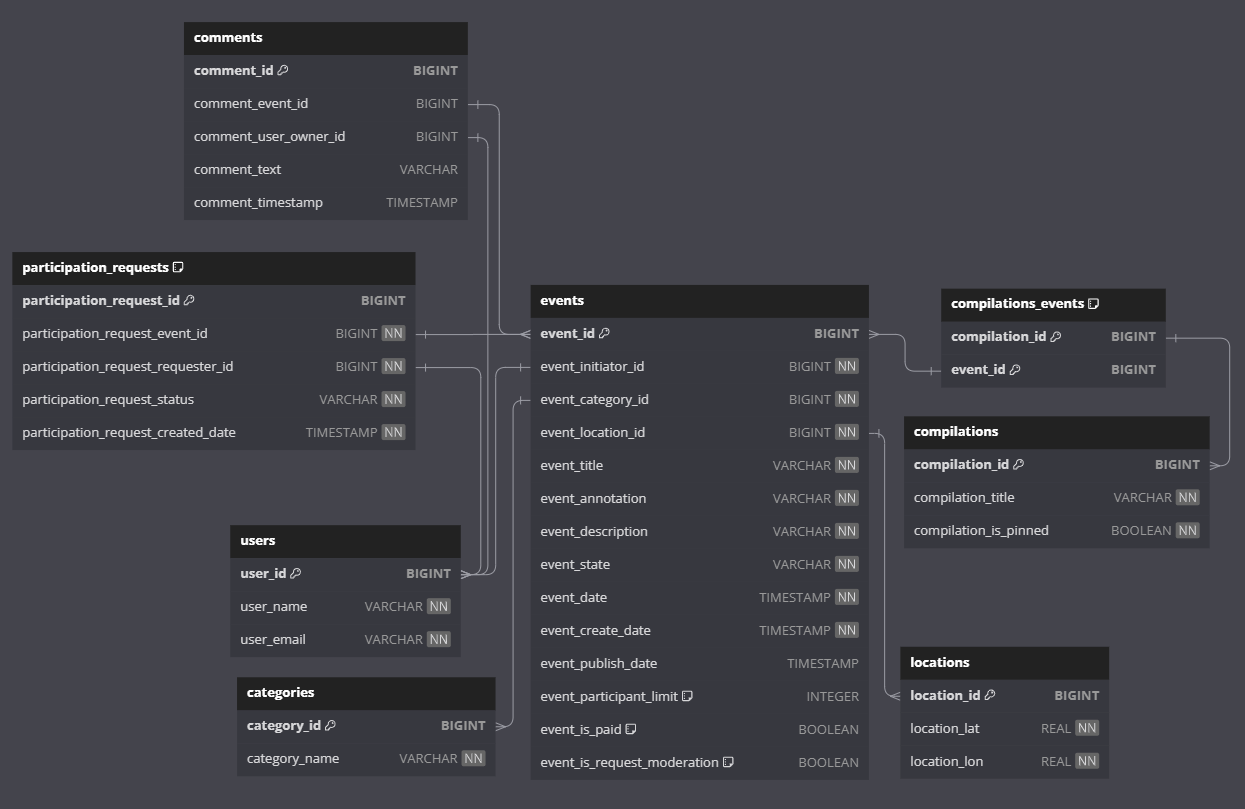 comments
comment_id BIGINT
comment_event_id BIGINT
comment_user_owner_id BIGINT
comment_text VARCHAR
comment_timestamp TIMESTAMP
participation_requests
participation_request_id BIGINT
participation_request_event_id BIGINT NN
participation_request_requester_id BIGINT NN
participation_request_status VARCHAR NN
participation_request_created_date TIMESTAMP NN
users
user_id BIGINT
user_name VARCHAR NN
user_email VARCHAR NN
categories
category_id BIGINT
category_name VARCHAR NN
events
event_id BIGINT
event_initiator_id BIGINT NN
event_category_id BIGINT NN
event_location_id BIGINT NN
event_title VARCHAR NN
event_annotation VARCHAR NN
event_description VARCHAR NN
event_state VARCHAR NN
event_date TIMESTAMP NN
event_create_date TIMESTAMP NN
event_publish_date TIMESTAMP
event_participant_limit INTEGER
event_is_paid BOOLEAN
event_is_request_moderation BOOLEAN
compilations_events
compilation_id BIGINT
event_id BIGINT
compilations
compilation_id BIGINT
compilation_title VARCHAR NN
compilation_is_pinned BOOLEAN NN
locations
location_id BIGINT
location_lat REAL NN
location_lon REAL NN